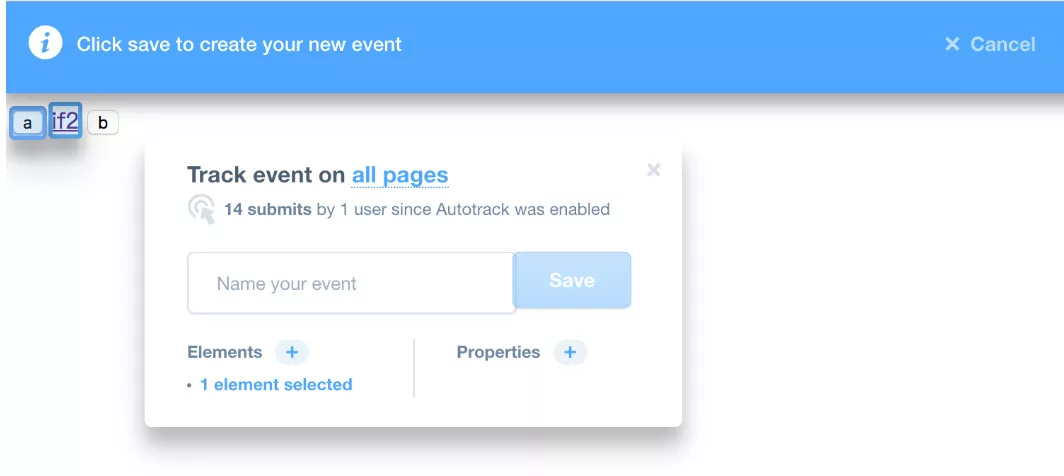 Click save to create your new event
× Cancel
a if2 b
Track event on all pages
14 submits by 1 user since Autotrack was enabled
Name your event Save
Elements + Properties +
• 1 element selected